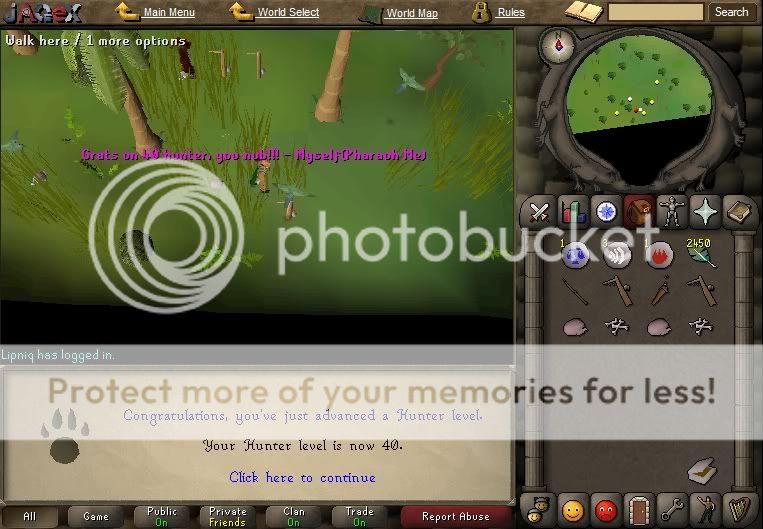 JAGeX
Main Menu
World Select
World Map
Rules
Search
Walk here / 1 more options
N
Grats on 40 hunter, you nub!!! - Myself(Pharaoh Me)
photobucket
1 3 1 2450
Lipniq has logged in.
Protect more of your memories for less!
Congratulations, you've just advanced a Hunter level.
Your Hunter level is now 40.
Click here to continue
All
Game
Public
On
Private
Friends
Clan
On
Trade
On
Report Abuse